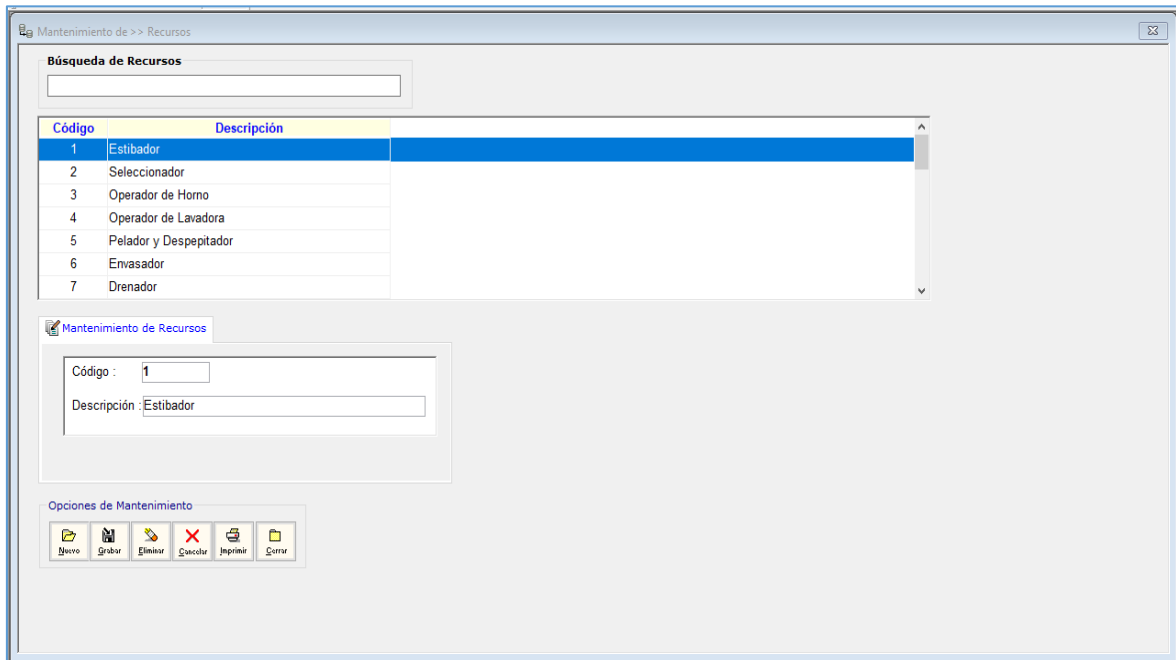 Mantenimiento de >> Recursos
Búsqueda de Recursos
Código Descripción
1 Estibador
2 Seleccionador
3 Operador de Horno
4 Operador de Lavadora
5 Pelador y Despepitador
6 Envasador
7 Drenador
Mantenimiento de Recursos
Código : 1
Descripción : Estibador
Opciones de Mantenimiento
Nuevo Grabar Eliminar Cancelar Imprimir Cerrar